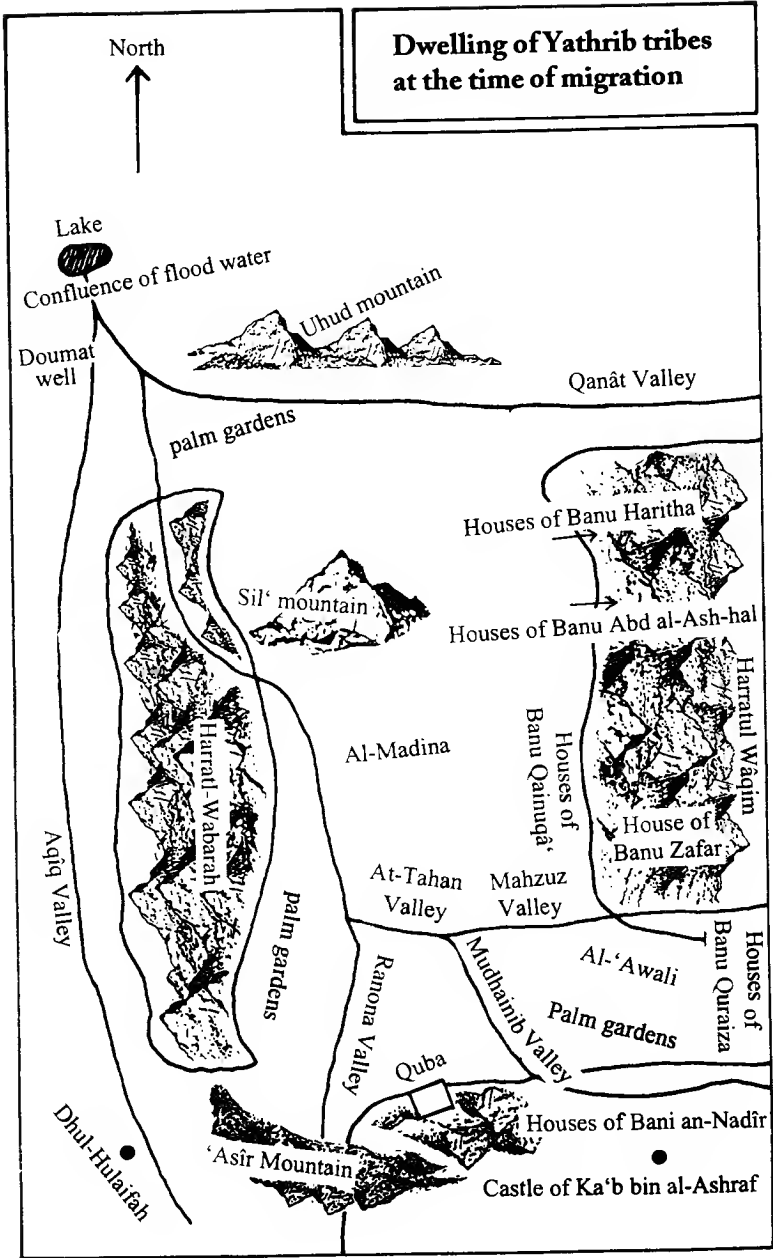 Dwelling of Yathrib tribes
at the time of migration
North
Lake
Confluence of flood water
Uhud mountain
Doumat
well
Qanât Valley
palm gardens
Houses of Banu Haritha
Sil‘ mountain
Houses of Banu Abd al-Ash-hal
Harratul Wâqim
Houses of
Banu Qainuqâ‘
Al-Madina
Harratl-Wabarah
House of
Banu Zafar
Aqîq Valley
At-Tahan
Valley
Mahzuz
Valley
palm gardens
Ranona Valley
Mudhainib Valley
Al-‘Awali
Houses of
Banu Quraiza
Palm gardens
Quba
Houses of Bani an-Nadîr
Dhul-Hulaifah
‘Asîr Mountain
Castle of Ka‘b bin al-Ashraf